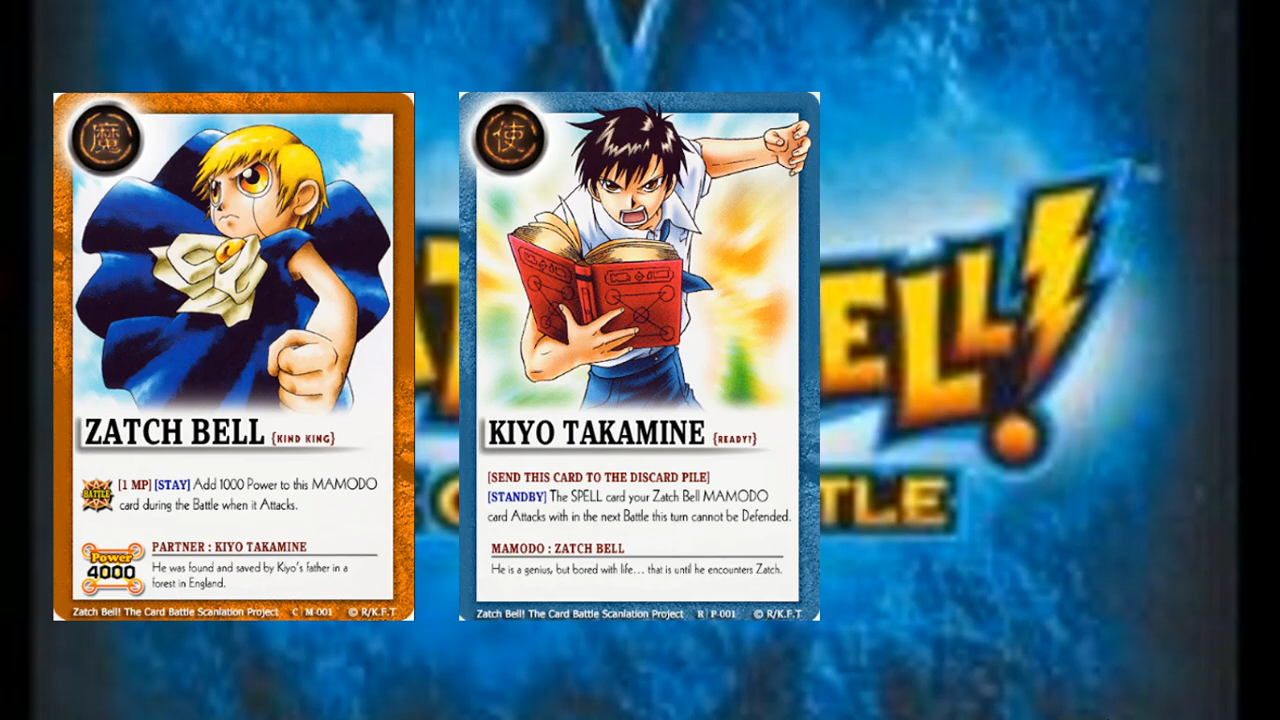 魔
ZATCH BELL {KIND KING}
BATTLE [1 MP] [STAY] Add 1000 Power to this MAMODO
card during the Battle when it Attacks.
Power
4000
PARTNER : KIYO TAKAMINE
He was found and saved by Kiyo's father in a
forest in England.
Zatch Bell! The Card Battle Scanlation Project C M-001 © R/K.F.T
使
KIYO TAKAMINE {READY?}
[SEND THIS CARD TO THE DISCARD PILE]
[STANDBY] The SPELL card your Zatch Bell MAMODO
card Attacks with in the next Battle this turn cannot be Defended.
MAMODO : ZATCH BELL
He is a genius, but bored with life... that is until he encounters Zatch.
Zatch Bell! The Card Battle Scanlation Project R P-001 © R/K.F.T
ELL!
TLE